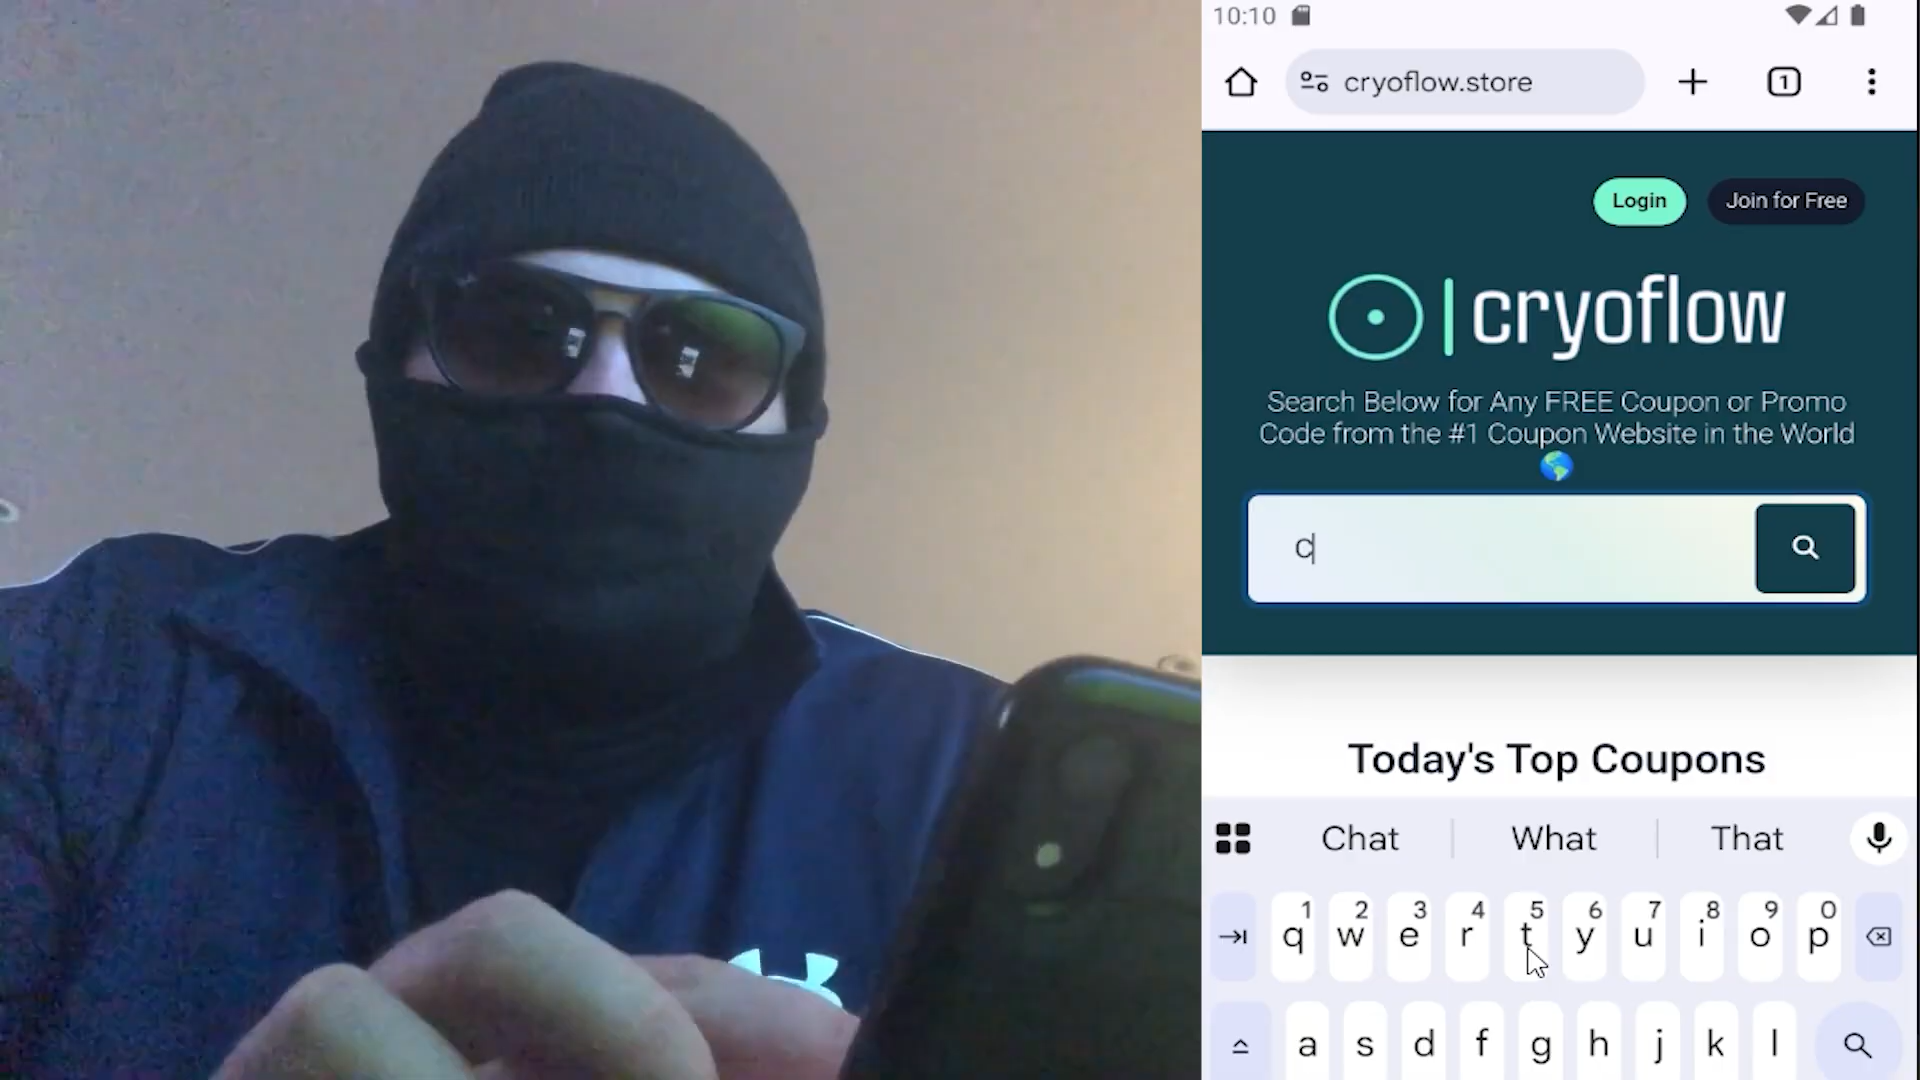 10:10
cryoflow.store
1
Login
Join for Free
cryoflow
Search Below for Any FREE Coupon or Promo
Code from the #1 Coupon Website in the World
c
Today's Top Coupons
Chat What That
1 2 3 4 5 6 7 8 9 0
q w e r t y u i o p
a s d f g h j k l